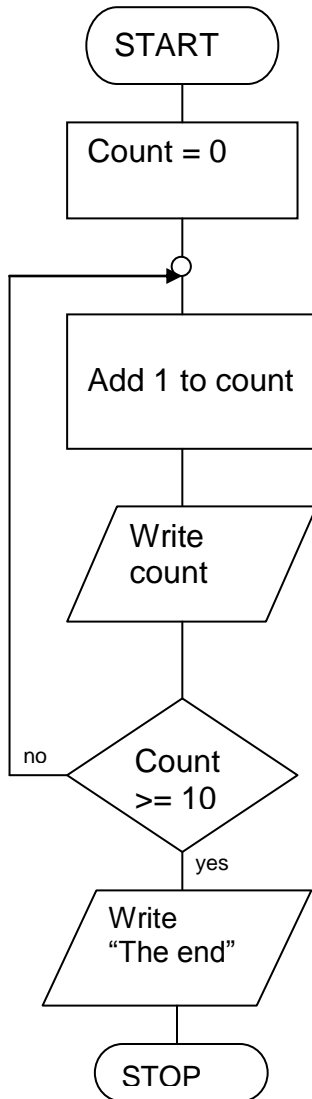 START
Count = 0
Add 1 to count
Write
count
no
Count
>= 10
yes
Write
“The end”
STOP